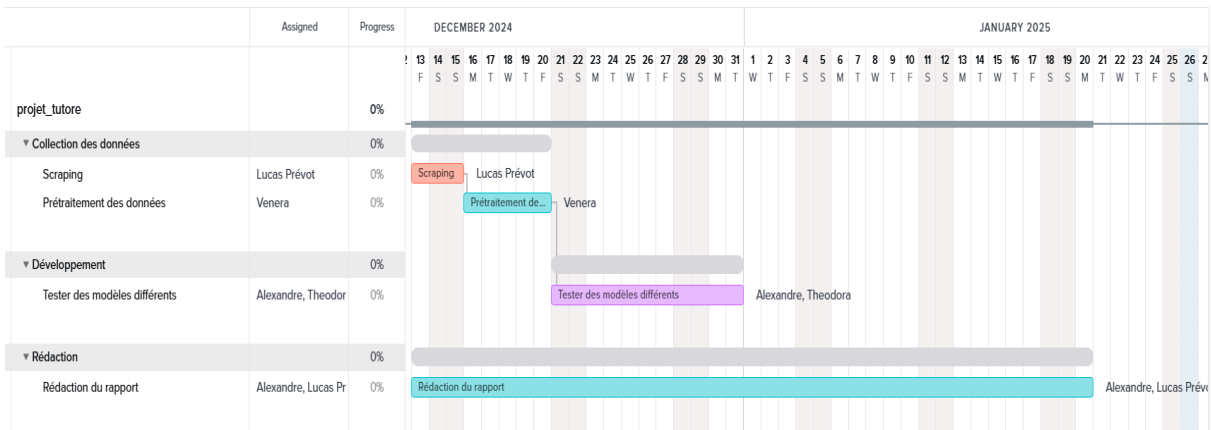 Assigned Progress DECEMBER 2024 JANUARY 2025
13 14 15 16 17 18 19 20 21 22 23 24 25 26 27 28 29 30 31 1 2 3 4 5 6 7 8 9 10 11 12 13 14 15 16 17 18 19 20 21 22 23 24 25 26 2
F S S M T W T F S S M T W T F S S M T W T F S S M T W T F S S M T W T F S S M T W T F S S M
projet_tutore 0%
Collection des données 0%
Scraping Lucas Prévot 0% Scraping Lucas Prévot
Prétraitement des données Venera 0% Prétraitement de... Venera
Développement 0%
Tester des modèles différents Alexandre, Theodor 0% Tester des modèles différents Alexandre, Theodora
Rédaction 0%
Rédaction du rapport Alexandre, Lucas Pr 0% Rédaction du rapport Alexandre, Lucas Prévo